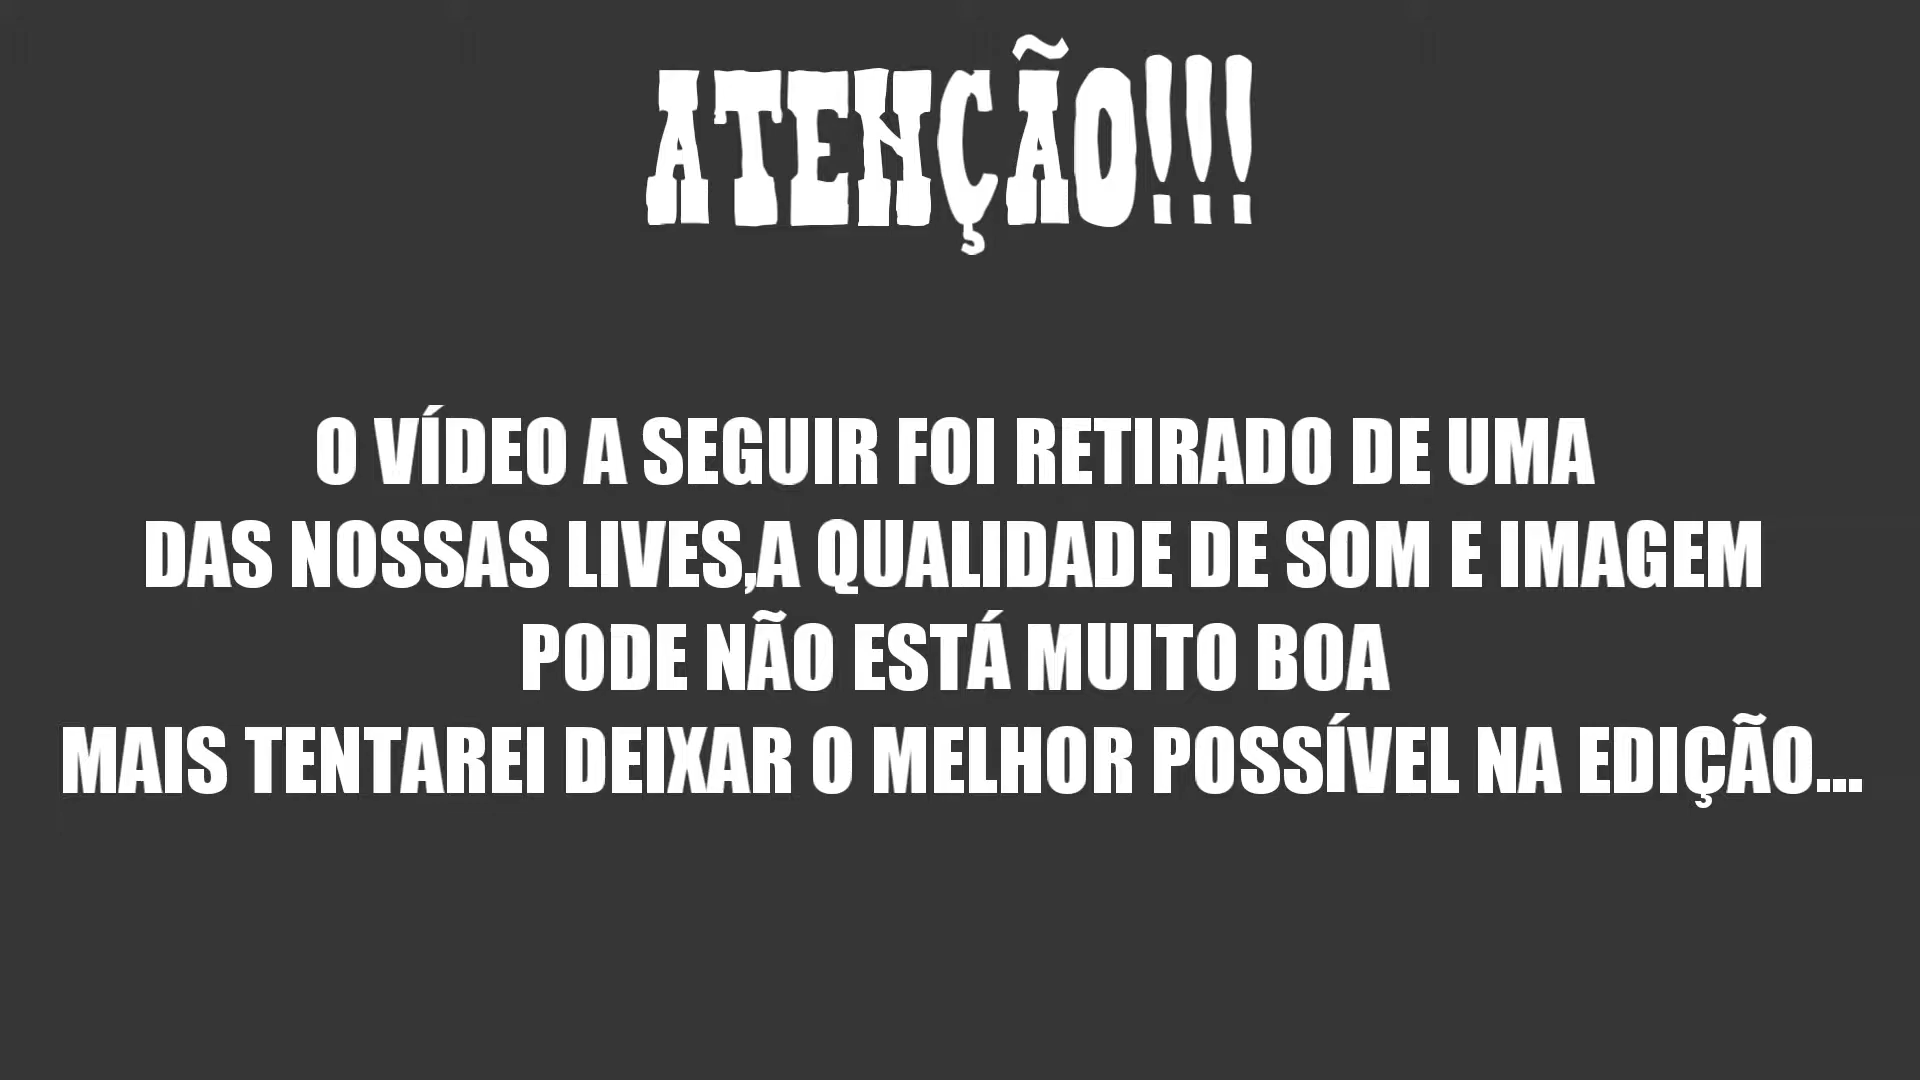 ATENÇÃO!!!
O VÍDEO A SEGUIR FOI RETIRADO DE UMA
DAS NOSSAS LIVES,A QUALIDADE DE SOM E IMAGEM
PODE NÃO ESTÁ MUITO BOA
MAIS TENTAREI DEIXAR O MELHOR POSSÍVEL NA EDIÇÃO...